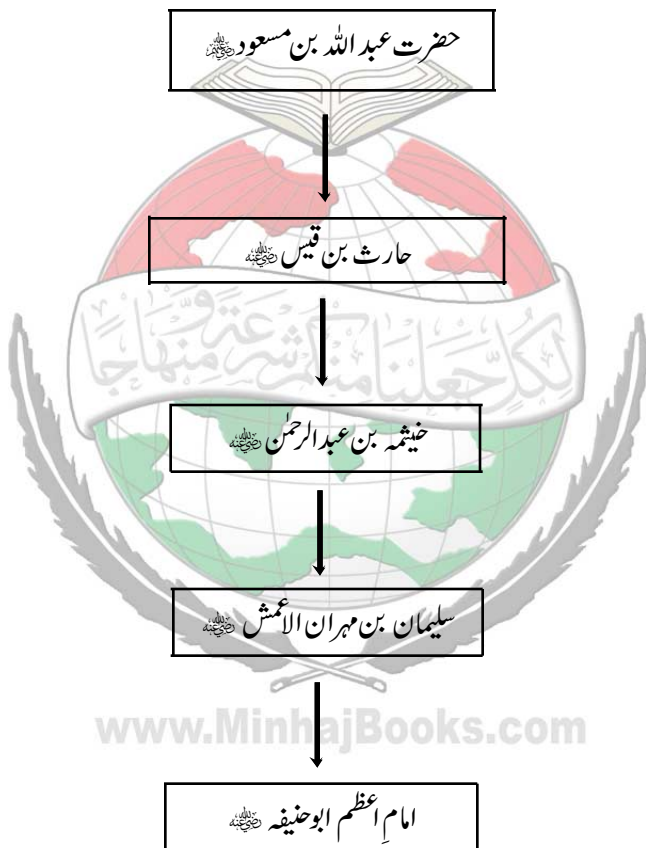 حضرت عبد اللہ بن مسعود رضی اللہ عنہ
حارث بن قیس رضی اللہ عنہ
لِكُلٍّ جَعَلْنَا مِنْكُمْ شِرْعَةً وَّمِنْهَاجًا
خیثمہ بن عبدالرحمٰن رضی اللہ عنہ
سلیمان بن مہران الاعمش رضی اللہ عنہ
www.MinhajBooks.com
امامِ اعظم ابوحنیفہ رضی اللہ عنہ